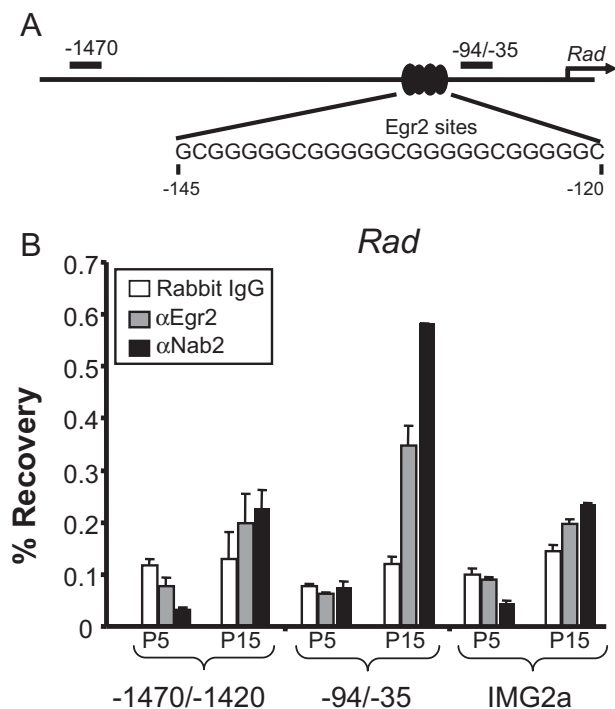 A
-1470
-94/-35
Rad
Egr2 sites
GCGGGGGCGGGGGCGGGGGCGGGGGC
-145
-120
B
Rad
% Recovery
0.7
0.6
0.5
0.4
0.3
0.2
0.1
0
Rabbit IgG
αEgr2
αNab2
P5 P15 P5 P15 P5 P15
-1470/-1420 -94/-35 IMG2a